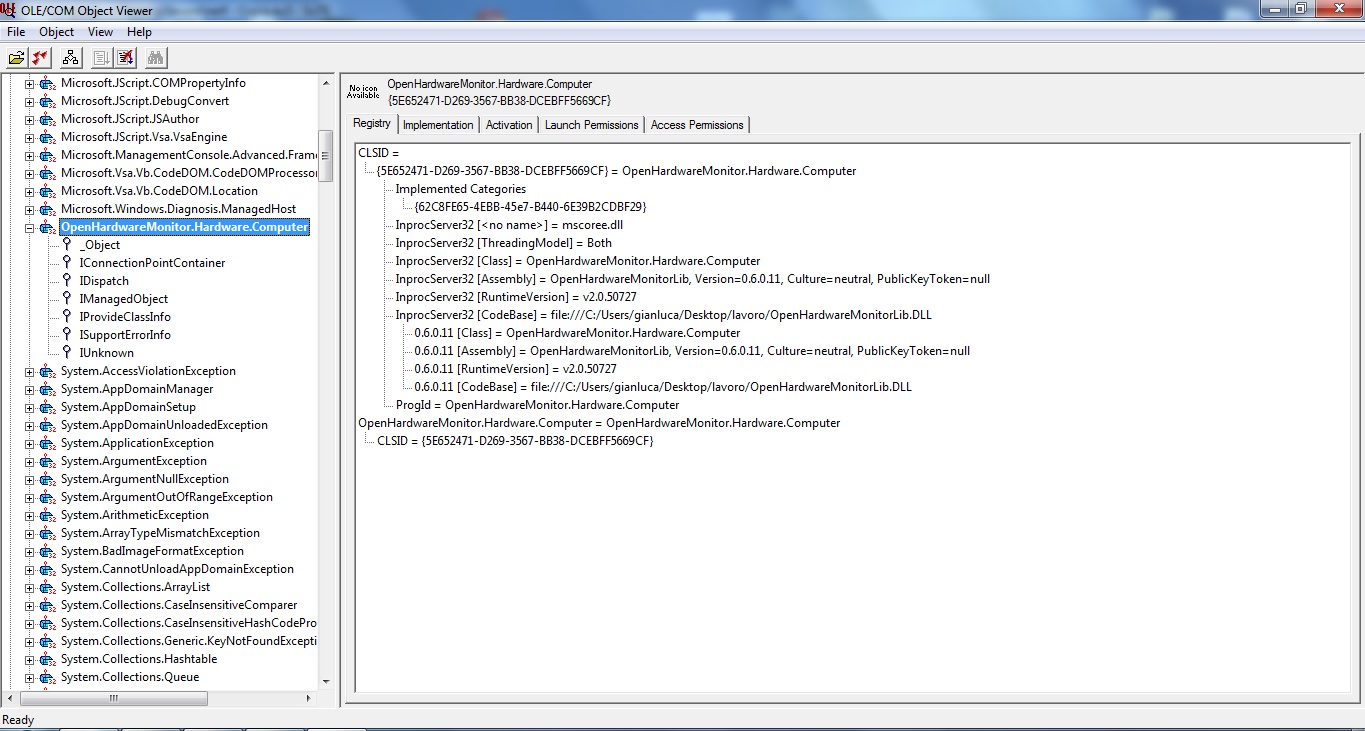 OLE/COM Object Viewer
File Object View Help
Microsoft.JScript.COMPropertyInfo
Microsoft.JScript.DebugConvert
Microsoft.JScript.JSAuthor
Microsoft.JScript.Vsa.VsaEngine
Microsoft.ManagementConsole.Advanced.Fram
Microsoft.Vsa.Vb.CodeDOM.CodeDOMProcessor
Microsoft.Vsa.Vb.CodeDOM.Location
Microsoft.Windows.Diagnosis.ManagedHost
OpenHardwareMonitor.Hardware.Computer
_Object
IConnectionPointContainer
IDispatch
IManagedObject
IProvideClassInfo
ISupportErrorInfo
IUnknown
System.AccessViolationException
System.AppDomainManager
System.AppDomainSetup
System.AppDomainUnloadedException
System.ApplicationException
System.ArgumentException
System.ArgumentNullException
System.ArgumentOutOfRangeException
System.ArithmeticException
System.ArrayTypeMismatchException
System.BadImageFormatException
System.CannotUnloadAppDomainException
System.Collections.ArrayList
System.Collections.CaseInsensitiveComparer
System.Collections.CaseInsensitiveHashCodePro
System.Collections.Generic.KeyNotFoundExcepti
System.Collections.Hashtable
System.Collections.Queue
No icon
Available
OpenHardwareMonitor.Hardware.Computer
{5E652471-D269-3567-BB38-DCEBFF5669CF}
Registry Implementation Activation Launch Permissions Access Permissions
CLSID =
{5E652471-D269-3567-BB38-DCEBFF5669CF} = OpenHardwareMonitor.Hardware.Computer
Implemented Categories
{62C8FE65-4EBB-45e7-B440-6E39B2CDBF29}
InprocServer32 [<no name>] = mscoree.dll
InprocServer32 [ThreadingModel] = Both
InprocServer32 [Class] = OpenHardwareMonitor.Hardware.Computer
InprocServer32 [Assembly] = OpenHardwareMonitorLib, Version=0.6.0.11, Culture=neutral, PublicKeyToken=null
InprocServer32 [RuntimeVersion] = v2.0.50727
InprocServer32 [CodeBase] = file:///C:/Users/gianluca/Desktop/lavoro/OpenHardwareMonitorLib.DLL
0.6.0.11 [Class] = OpenHardwareMonitor.Hardware.Computer
0.6.0.11 [Assembly] = OpenHardwareMonitorLib, Version=0.6.0.11, Culture=neutral, PublicKeyToken=null
0.6.0.11 [RuntimeVersion] = v2.0.50727
0.6.0.11 [CodeBase] = file:///C:/Users/gianluca/Desktop/lavoro/OpenHardwareMonitorLib.DLL
ProgId = OpenHardwareMonitor.Hardware.Computer
OpenHardwareMonitor.Hardware.Computer = OpenHardwareMonitor.Hardware.Computer
CLSID = {5E652471-D269-3567-BB38-DCEBFF5669CF}
Ready